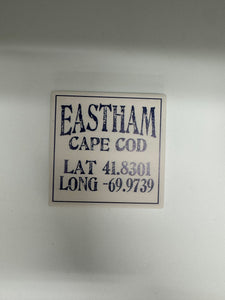 EASTHAM
CAPE COD
LAT 41.8301
LONG -69.9739